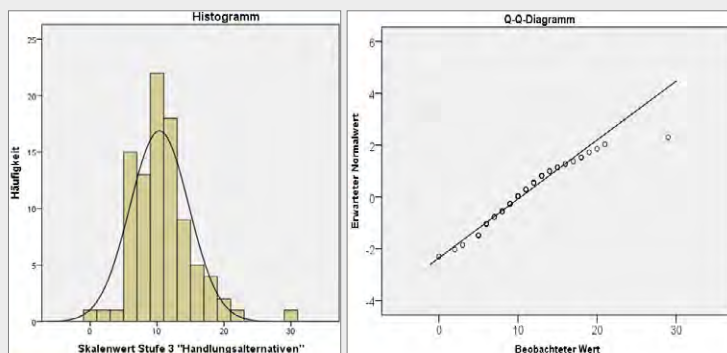 Histogramm
Häufigkeit
25
20
15
10
5
0
0 10 20 30
Skalenwert Stufe 3 "Handlungsalternativen"
Q-Q-Diagramm
Erwarteter Normalwert
6
4
2
0
-2
-4
0 10 20 30
Beobachteter Wert